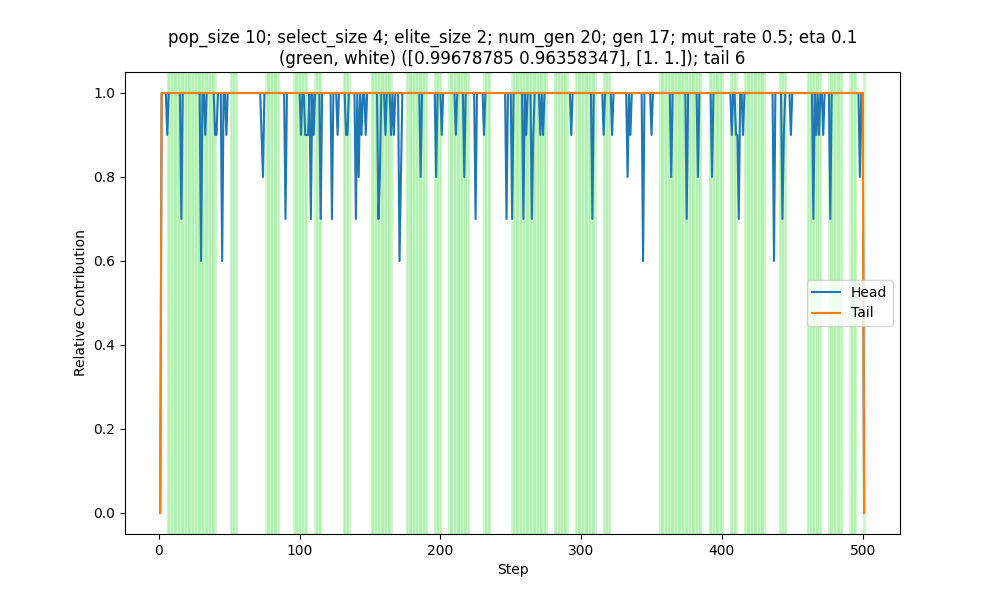 pop_size 10; select_size 4; elite_size 2; num_gen 20; gen 17; mut_rate 0.5; eta 0.1
(green, white) ([0.99678785 0.96358347], [1. 1.]); tail 6
1.0
0.8
0.6
0.4
0.2
0.0
Relative Contribution
Head
Tail
0
100
200
300
400
500
Step